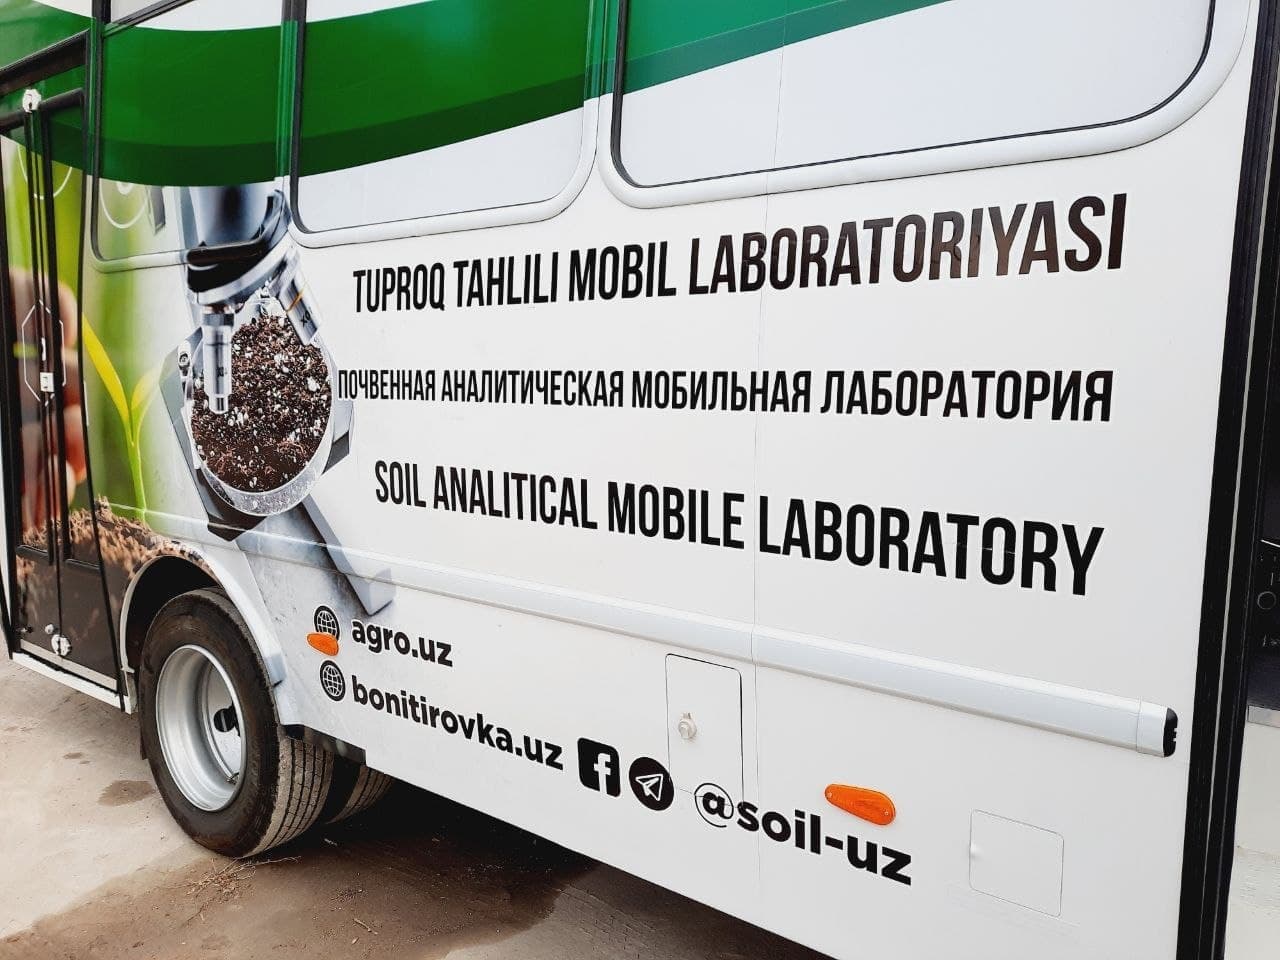 TUPROQ TAHLILI MOBIL LABORATORIYASI
ПОЧВЕННАЯ АНАЛИТИЧЕСКАЯ МОБИЛЬНАЯ ЛАБОРАТОРИЯ
SOIL ANALITICAL MOBILE LABORATORY
agro.uz
bonitirovka.uz
@soil-uz